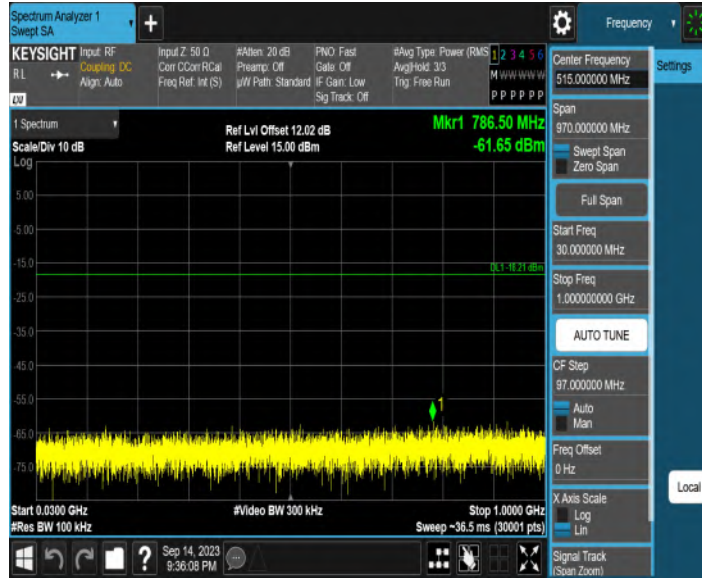 Spectrum Analyzer 1
Swept SA
+
Frequency
KEYSIGHT
RL
LXI
Input: RF
Coupling: DC
Align: Auto
Input Z: 50 Ω
Corr CCorr RCal
Freq Ref: Int (S)
#Atten: 20 dB
Preamp: Off
µW Path: Standard
PNO: Fast
Gate: Off
IF Gain: Low
Sig Track: Off
#Avg Type: Power (RMS
Avg|Hold: 3/3
Trig: Free Run
1 2 3 4 5 6
M W W W W W
P P P P P P
1 Spectrum
Scale/Div 10 dB
Ref Lvl Offset 12.02 dB
Ref Level 15.00 dBm
Mkr1 786.50 MHz
-61.65 dBm
Log
5.00
-5.00
-15.0
-25.0
-35.0
-45.0
-55.0
-65.0
-75.0
DL1 -18.21 dBm
1
Start 0.0300 GHz
#Res BW 100 kHz
#Video BW 300 kHz
Stop 1.0000 GHz
Sweep ~36.5 ms (30001 pts)
?
Sep 14, 2023
9:36:08 PM
Center Frequency
515.000000 MHz
Span
970.000000 MHz
Swept Span
Zero Span
Full Span
Start Freq
30.000000 MHz
Stop Freq
1.000000000 GHz
AUTO TUNE
CF Step
97.000000 MHz
Auto
Man
Freq Offset
0 Hz
X Axis Scale
Log
Lin
Signal Track
(Span Zoom)
Settings
Local